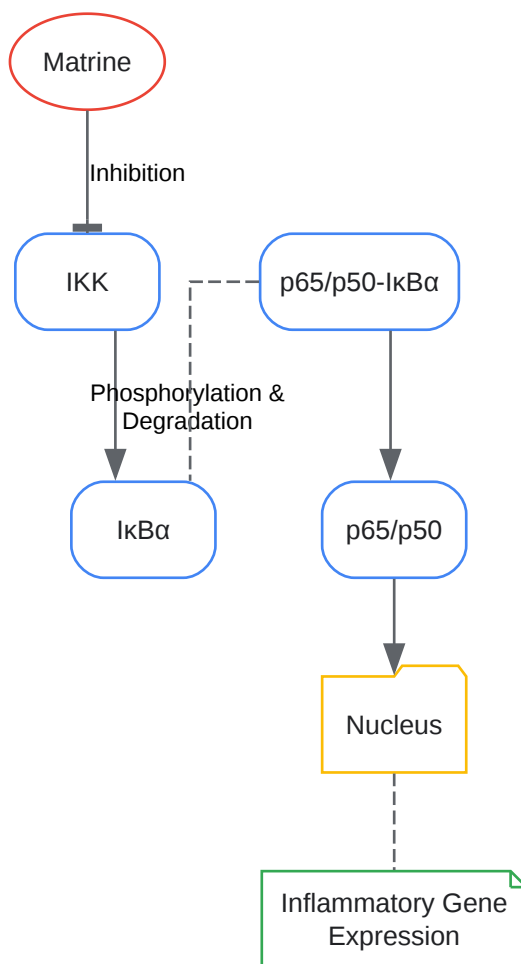 Matrine
Inhibition
IKK
p65/p50-IκBα
Phosphorylation &
Degradation
IκBα
p65/p50
Nucleus
Inflammatory Gene
Expression